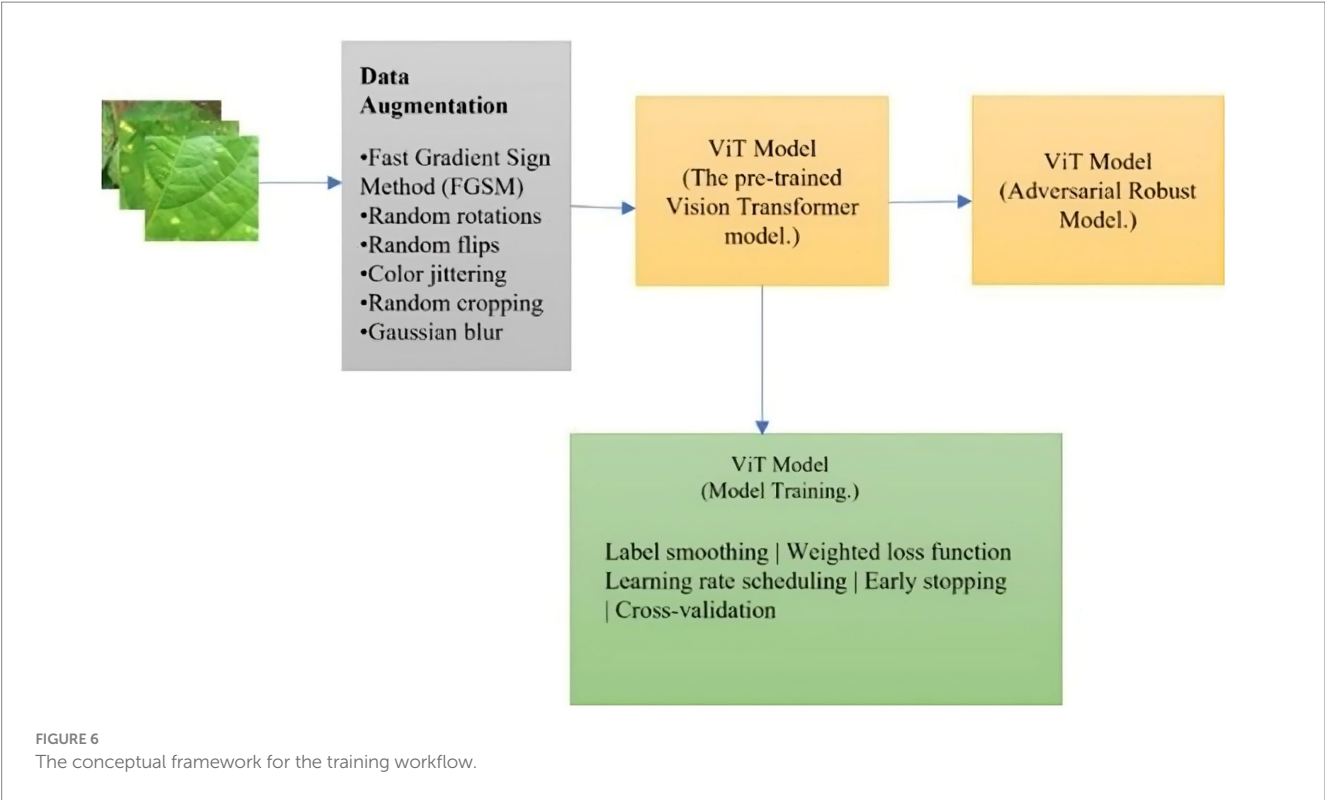 Data
Augmentation
•Fast Gradient Sign
Method (FGSM)
•Random rotations
•Random flips
•Color jittering
•Random cropping
•Gaussian blur
ViT Model
(The pre-trained
Vision Transformer
model.)
ViT Model
(Adversarial Robust
Model.)
ViT Model
(Model Training.)
Label smoothing | Weighted loss function
Learning rate scheduling | Early stopping
| Cross-validation
FIGURE 6
The conceptual framework for the training workflow.